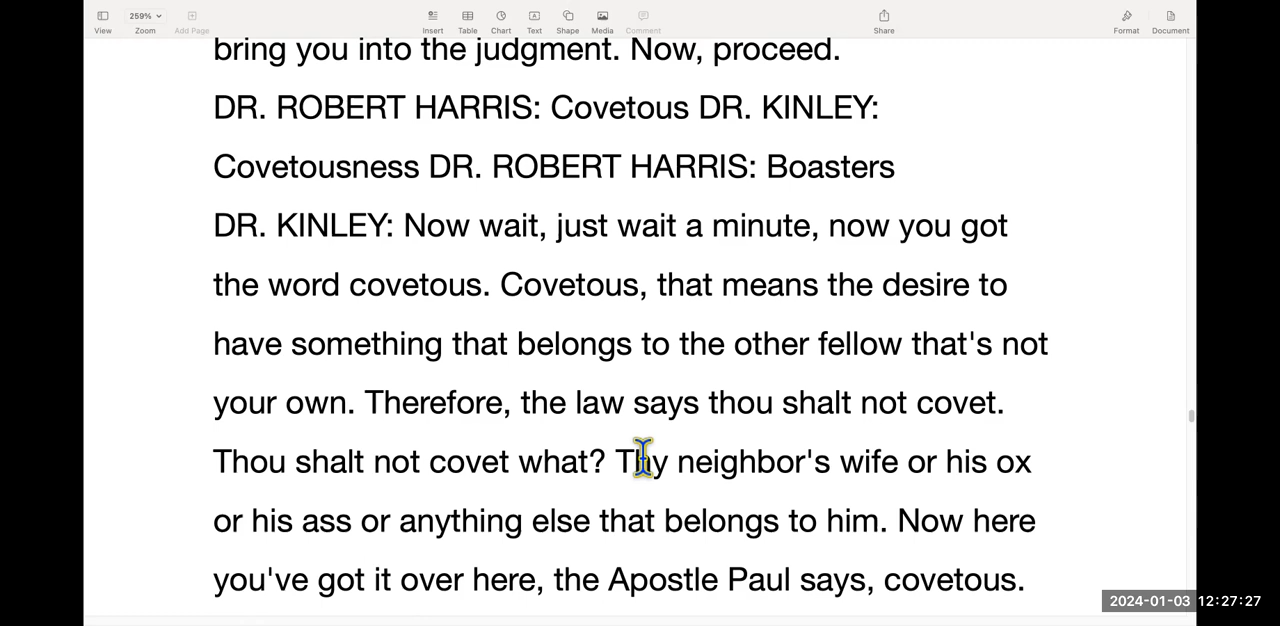 259%
View
Zoom
Add Page
Insert
Table
Chart
Text
Shape
Media
Comment
Share
Format
Document
bring you into the judgment. Now, proceed.
DR. ROBERT HARRIS: Covetous DR. KINLEY:
Covetousness DR. ROBERT HARRIS: Boasters
DR. KINLEY: Now wait, just wait a minute, now you got
the word covetous. Covetous, that means the desire to
have something that belongs to the other fellow that's not
your own. Therefore, the law says thou shalt not covet.
Thou shalt not covet what? Thy neighbor's wife or his ox
or his ass or anything else that belongs to him. Now here
you've got it over here, the Apostle Paul says, covetous.
2024-01-03 12:27:27